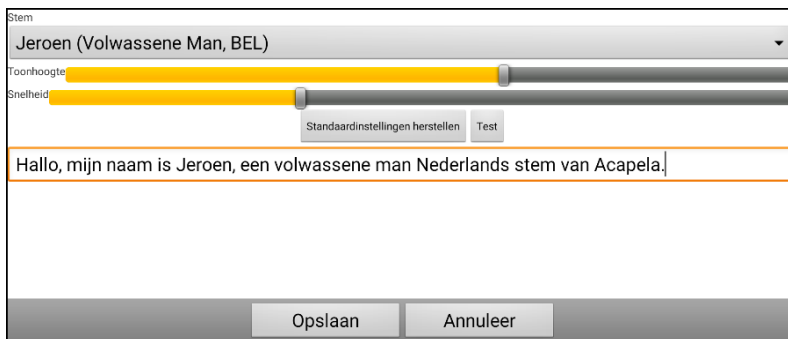 Stem
Jeroen (Volwassene Man, BEL)
Toonhoogte
Snelheid
Standaardinstellingen herstellen Test
Hallo, mijn naam is Jeroen, een volwassene man Nederlands stem van Acapela.
Opslaan Annuleer